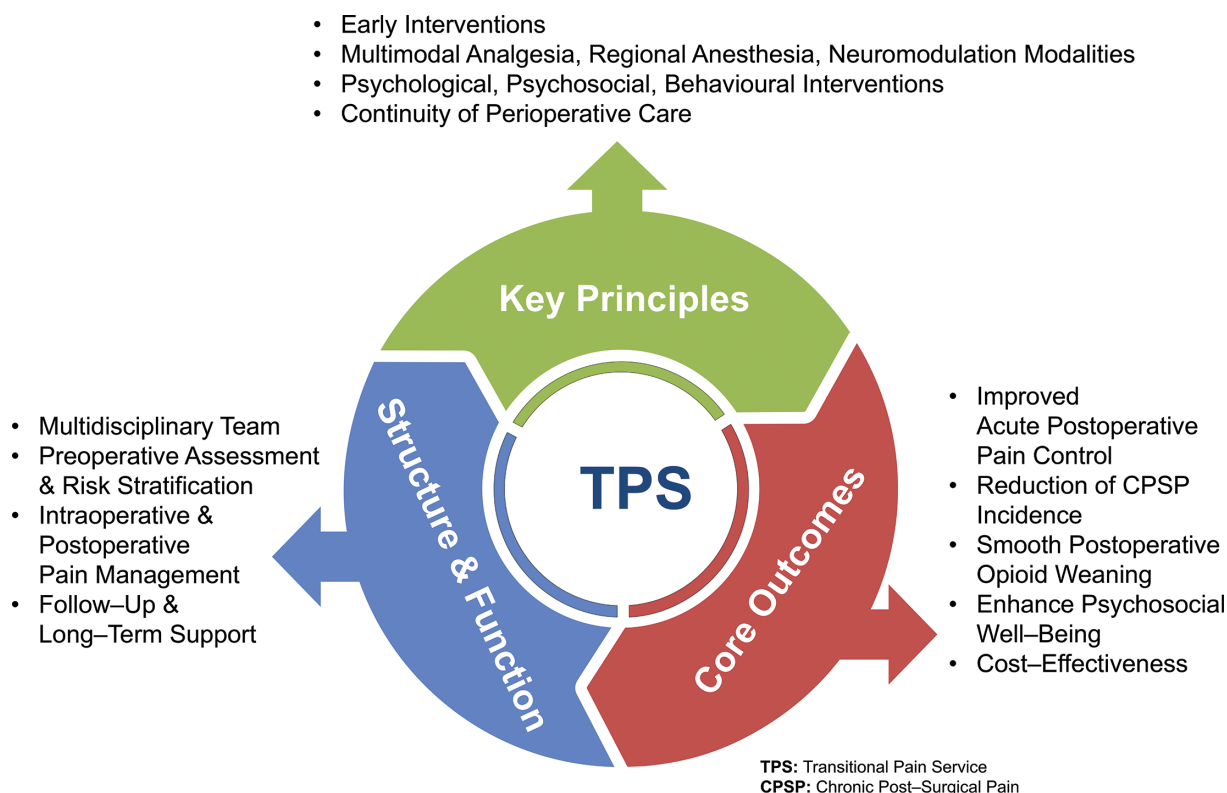 • Early Interventions
• Multimodal Analgesia, Regional Anesthesia, Neuromodulation Modalities
• Psychological, Psychosocial, Behavioural Interventions
• Continuity of Perioperative Care
Key Principles
Structure & Function
TPS
Core Outcomes
• Multidisciplinary Team
• Preoperative Assessment
& Risk Stratification
• Intraoperative &
Postoperative
Pain Management
• Follow–Up &
Long–Term Support
• Improved
Acute Postoperative
Pain Control
• Reduction of CPSP
Incidence
• Smooth Postoperative
Opioid Weaning
• Enhance Psychosocial
Well–Being
• Cost–Effectiveness
TPS: Transitional Pain Service
CPSP: Chronic Post–Surgical Pain